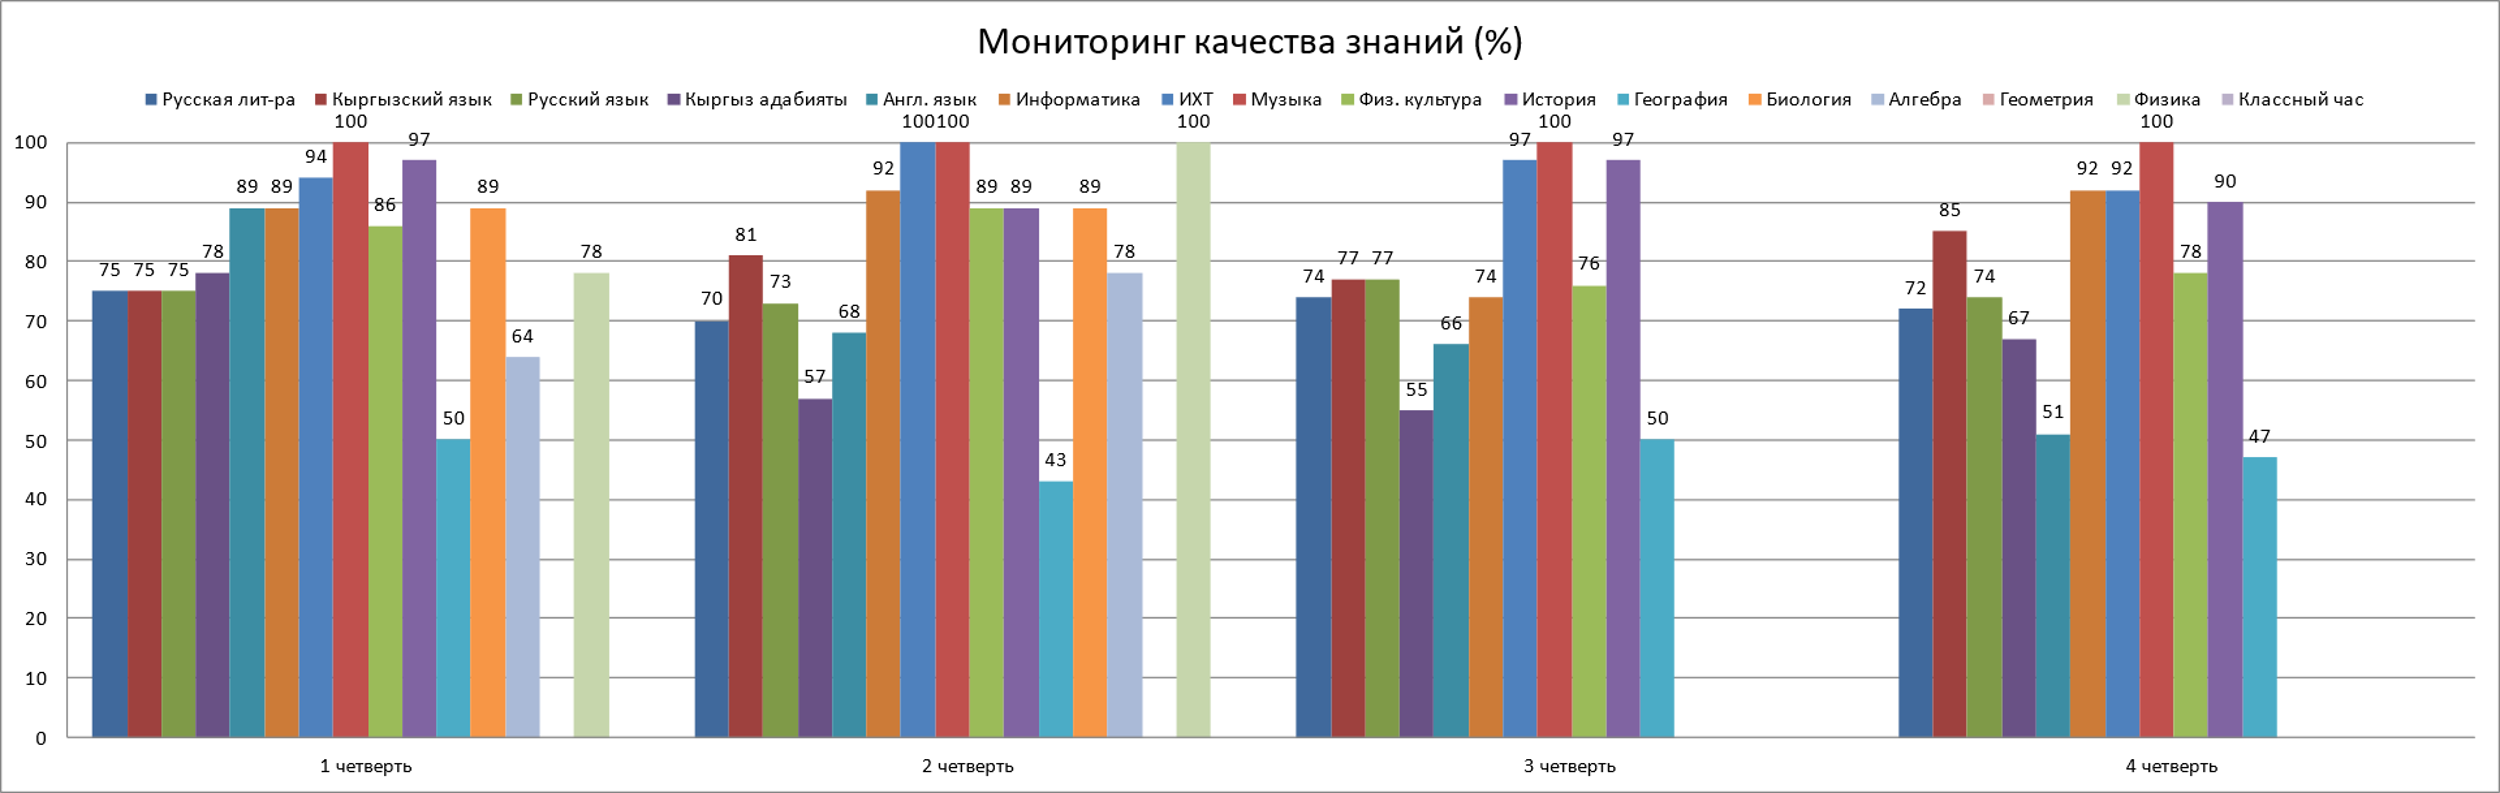 Мониторинг качества знаний (%)
Русская лит-ра Кыргызский язык Русский язык Кыргыз адабияты Англ. язык Информатика ИХТ Музыка Физ. культура История География Биология Алгебра Геометрия Физика Классный час
100
90
80
70
60
50
40
30
20
10
0
75 75 75 78 89 89 94 100 86 97 50 89 64 78
70 81 73 57 68 92 100 100 89 89 43 89 78 100
74 77 77 55 66 74 97 100 76 97 50
72 85 74 67 51 92 92 100 78 90 47
1 четверть 2 четверть 3 четверть 4 четверть